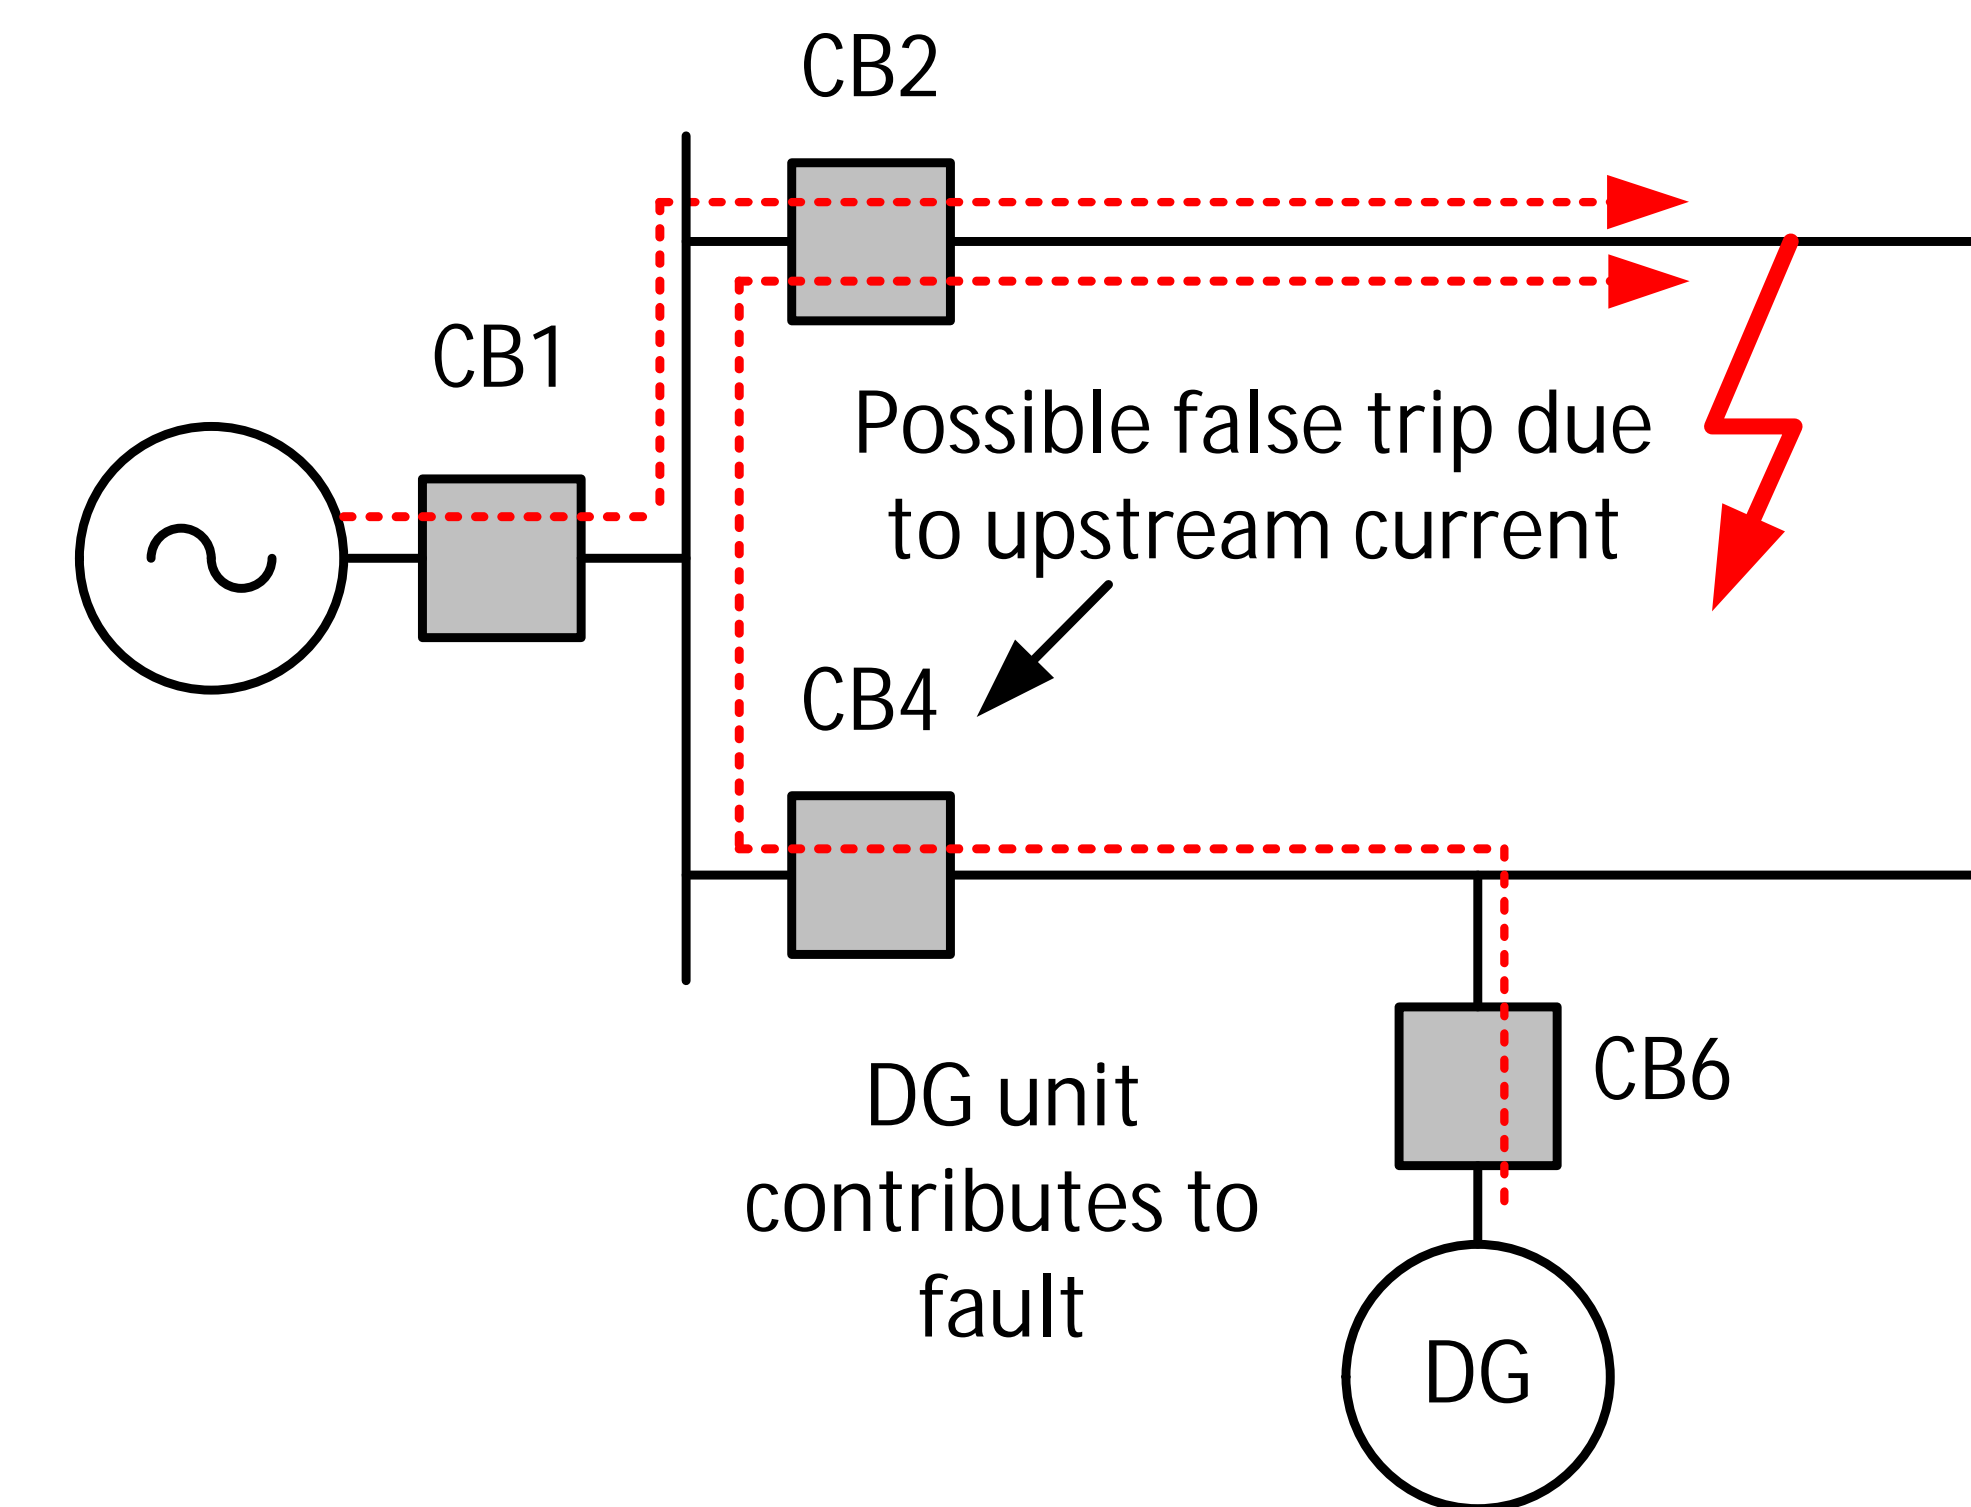 CB2
CB1
Possible false trip due
to upstream current
CB4
CB6
DG unit
contributes to
fault
DG